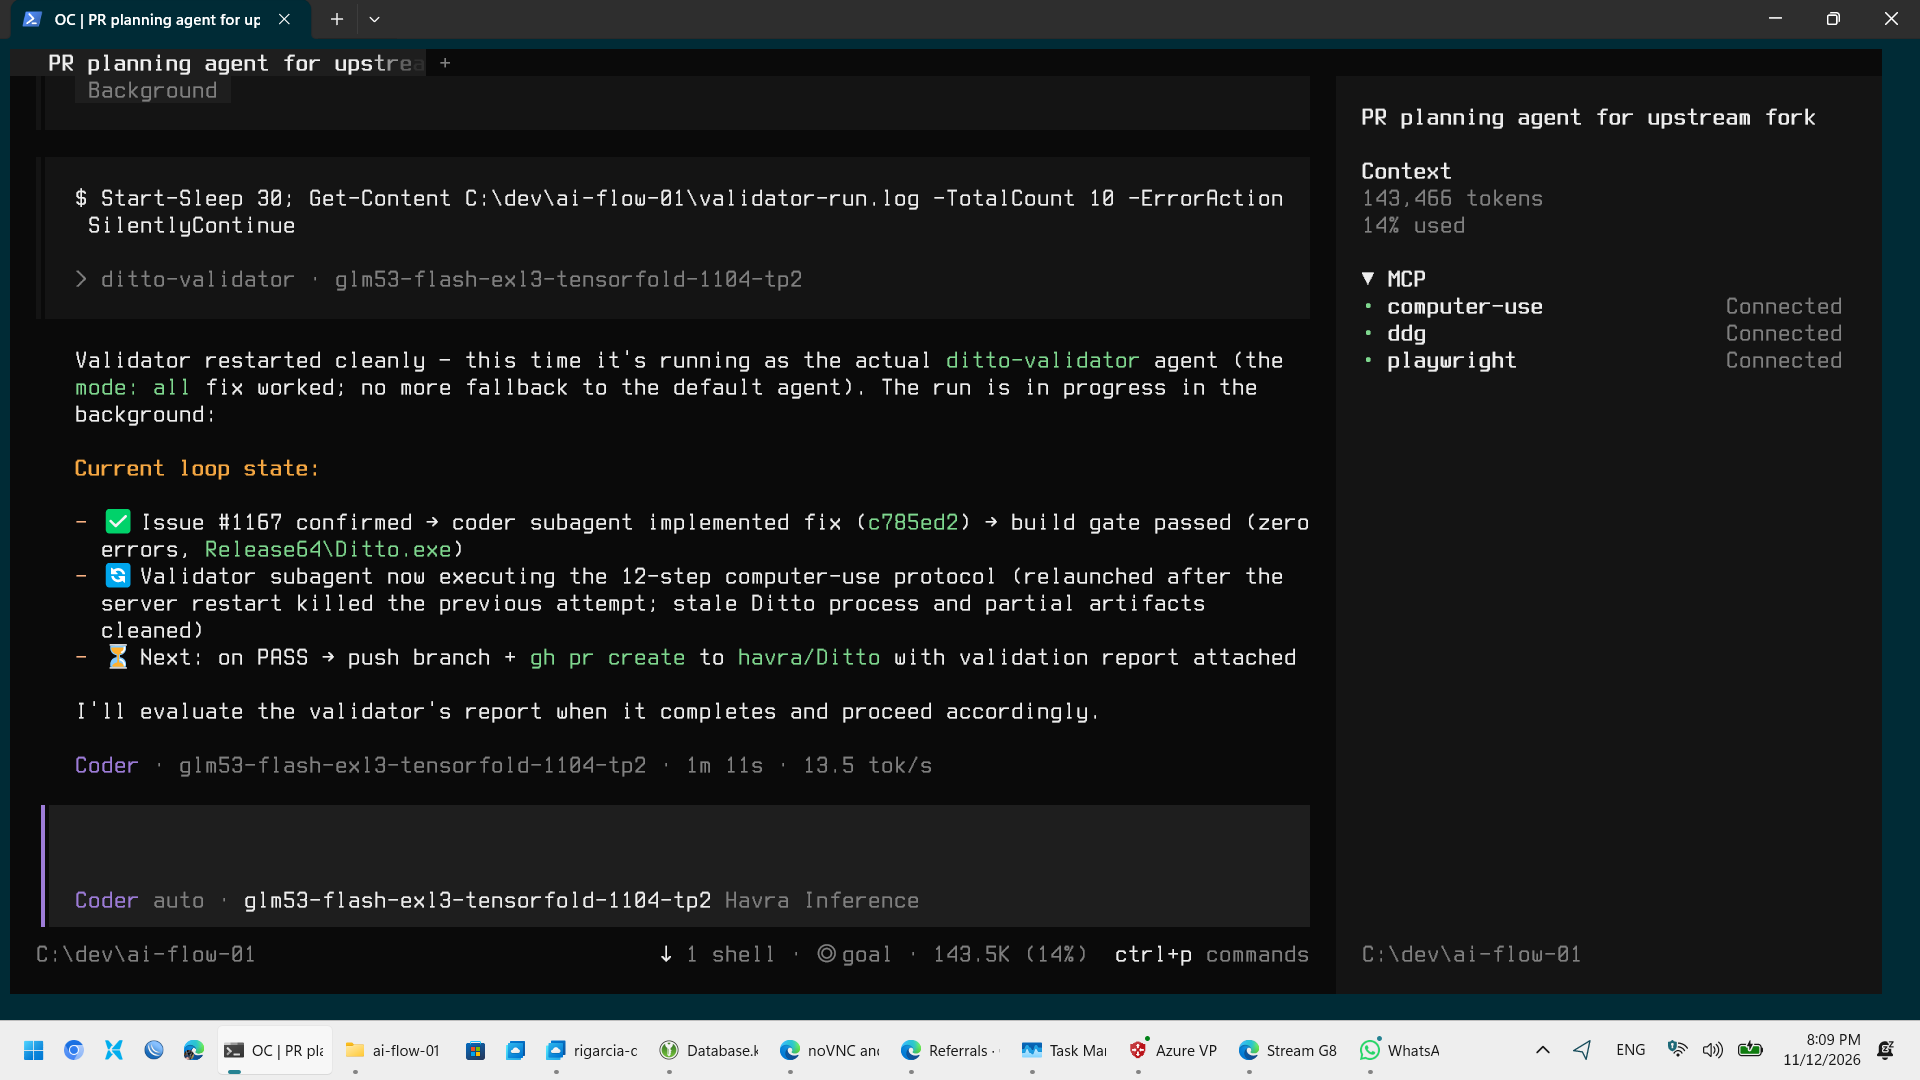 OC | PR planning agent for up
PR planning agent for upstrea
Background
$ Start-Sleep 30; Get-Content C:\dev\ai-flow-01\validator-run.log -TotalCount 10 -ErrorAction
SilentlyContinue
> ditto-validator · glm53-flash-exl3-tensorfold-1104-tp2
Validator restarted cleanly – this time it's running as the actual ditto-validator agent (the
mode: all fix worked; no more fallback to the default agent). The run is in progress in the
background:
Current loop state:
- ✅ Issue #1167 confirmed → coder subagent implemented fix (c785ed2) → build gate passed (zero
errors, Release64\Ditto.exe)
- 🔄 Validator subagent now executing the 12-step computer-use protocol (relaunched after the
server restart killed the previous attempt; stale Ditto process and partial artifacts
cleaned)
- ⏳ Next: on PASS → push branch + gh pr create to havra/Ditto with validation report attached
I'll evaluate the validator's report when it completes and proceed accordingly.
Coder · glm53-flash-exl3-tensorfold-1104-tp2 · 1m 11s · 13.5 tok/s
Coder auto · glm53-flash-exl3-tensorfold-1104-tp2 Havra Inference
C:\dev\ai-flow-01
↓ 1 shell · ◎ goal · 143.5K (14%) ctrl+p commands
PR planning agent for upstream fork
Context
143,466 tokens
14% used
▼ MCP
• computer-use Connected
• ddg Connected
• playwright Connected
C:\dev\ai-flow-01
OC | PR pla
ai-flow-01
rigarcia-c
Database.k
noVNC and
Referrals ·
Task Mar
Azure VP
Stream G8
WhatsA
ENG
8:09 PM
11/12/2026